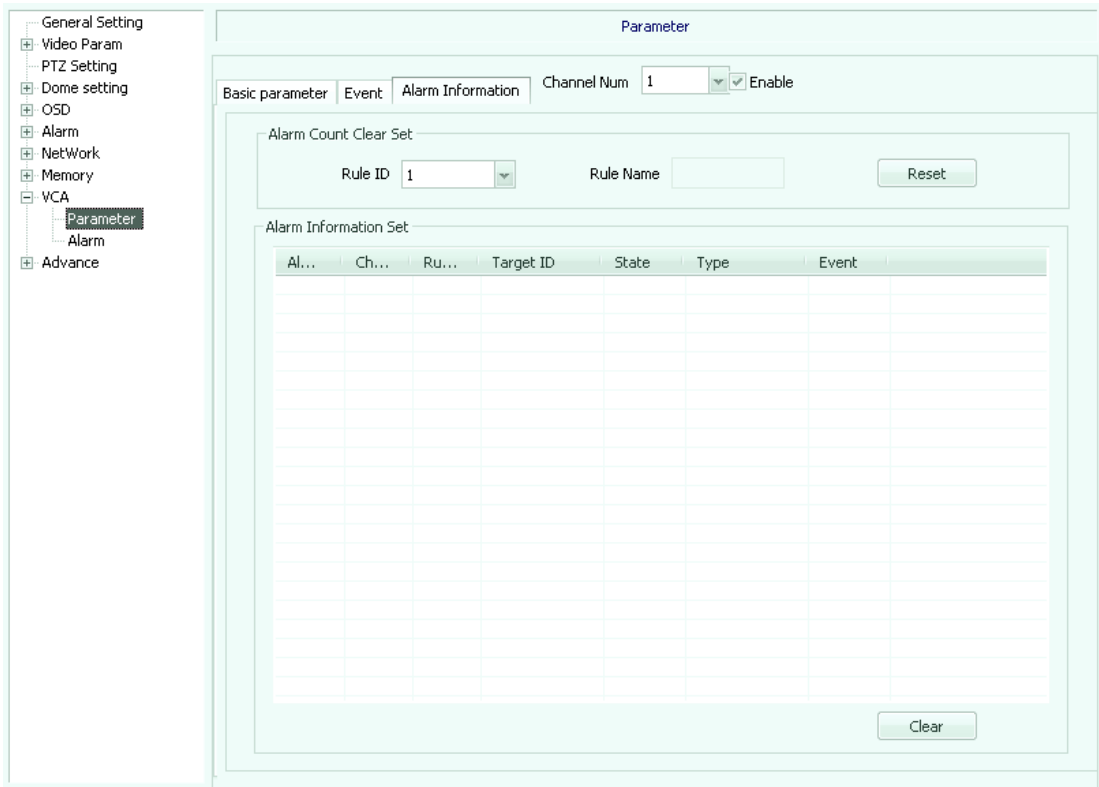 General Setting
Video Param
PTZ Setting
Dome setting
OSD
Alarm
NetWork
Memory
VCA
Parameter
Alarm
Advance
Parameter
Basic parameter Event Alarm Information Channel Num 1 Enable
Alarm Count Clear Set
Rule ID 1 Rule Name Reset
Alarm Information Set
Al... Ch... Ru... Target ID State Type Event
Clear